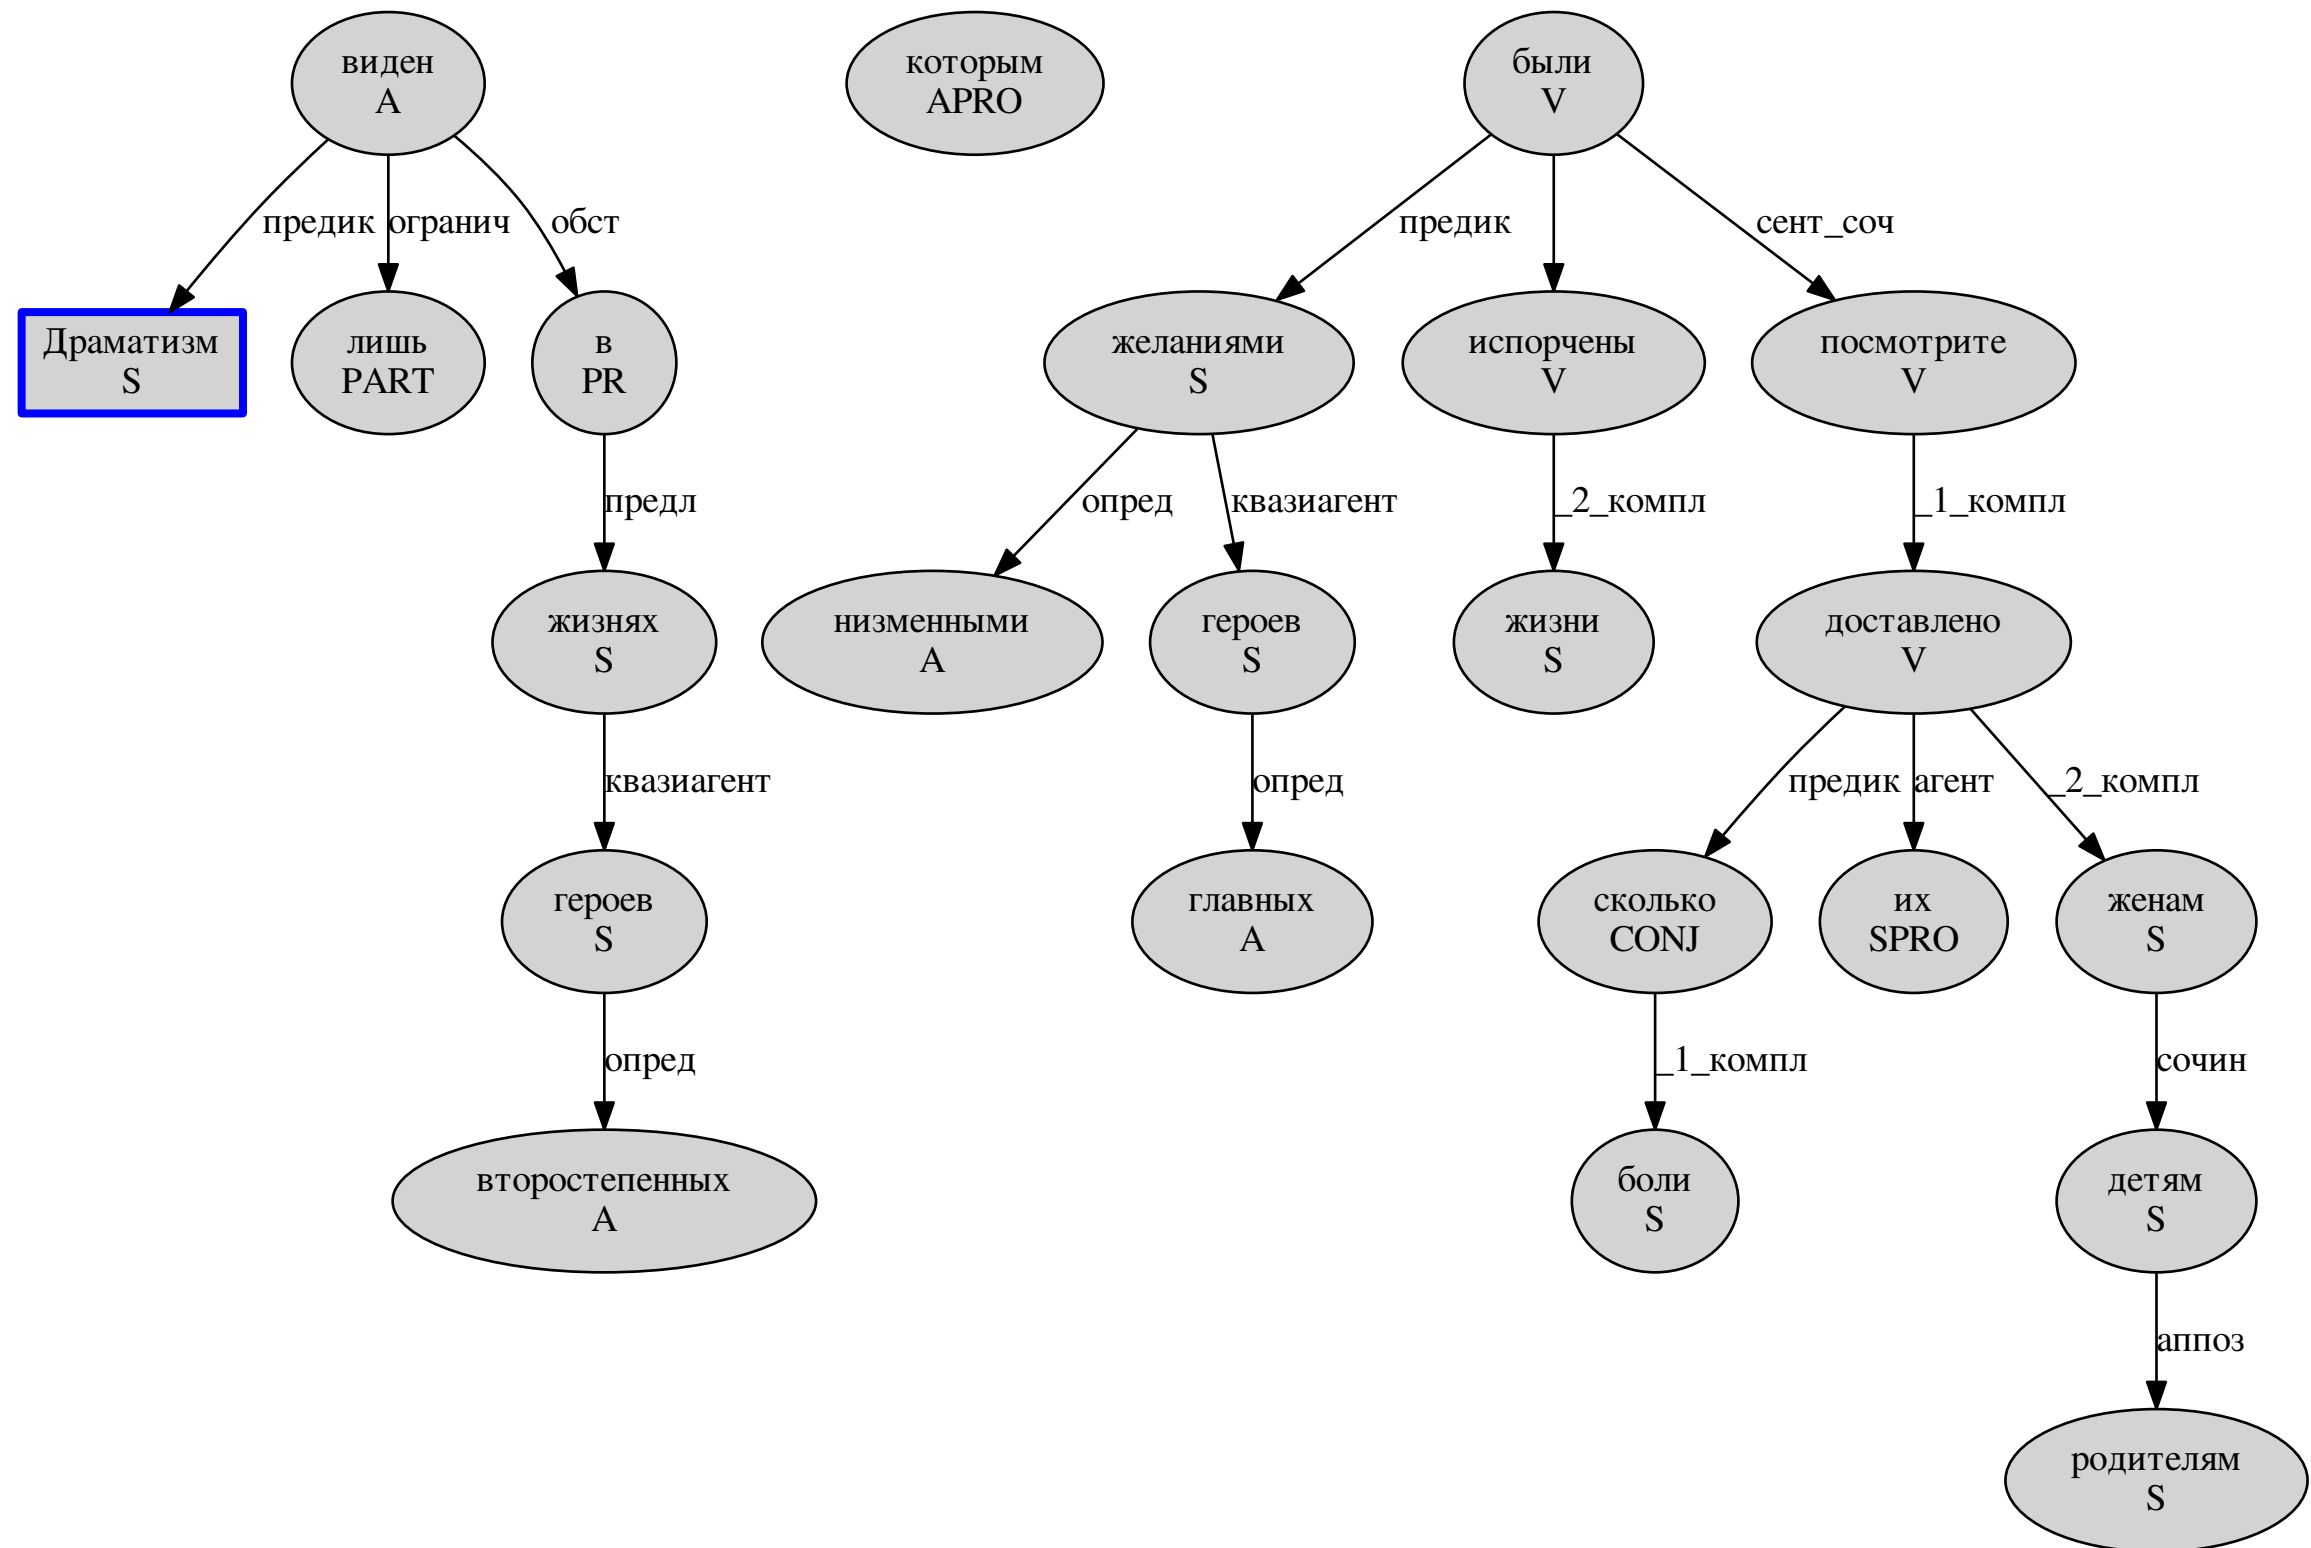 виден
A
которым
APRO
были
V
предик
огранич
обст
предик
сент_соч
Драматизм
S
лишь
PART
в
PR
желаниями
S
испорчены
V
посмотрите
V
предл
опред
квазиагент
_2_компл
_1_компл
жизнях
S
низменными
A
героев
S
жизни
S
доставлено
V
квазиагент
опред
предик
агент
_2_компл
героев
S
главных
A
сколько
CONJ
их
SPRO
женам
S
опред
_1_компл
сочин
второстепенных
A
боли
S
детям
S
аппоз
родителям
S